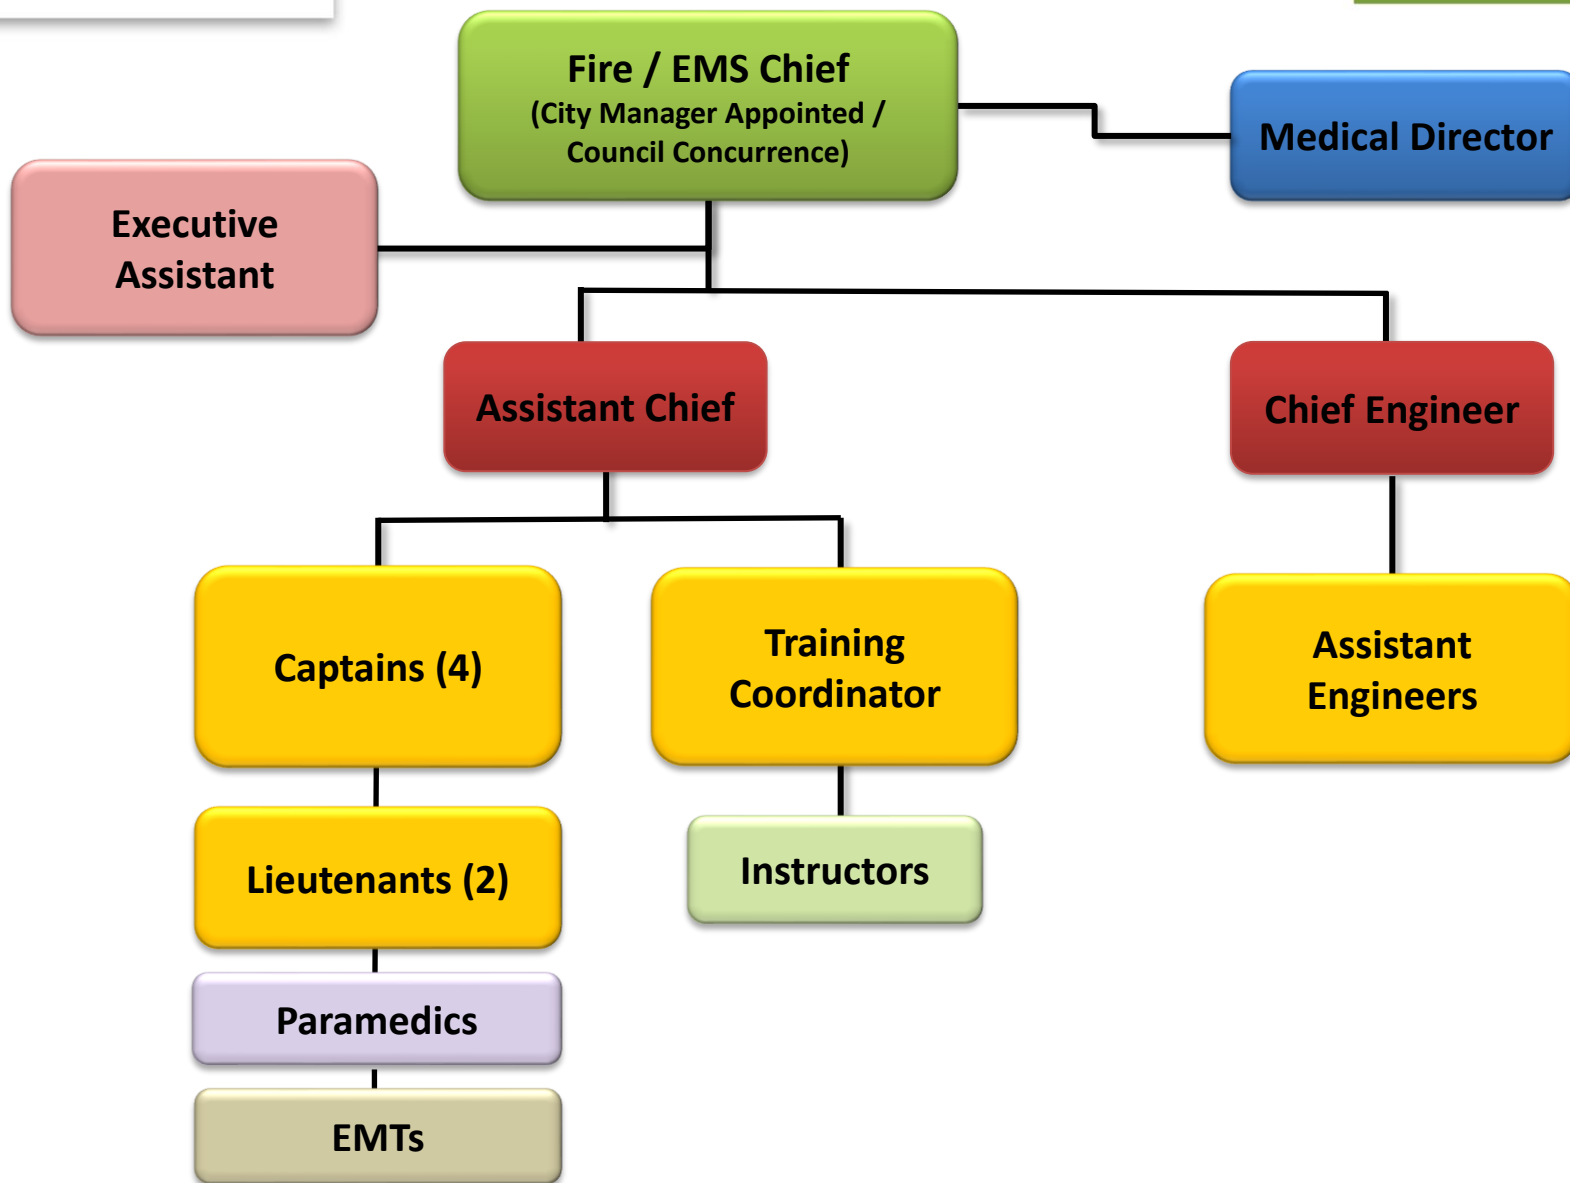 Fire / EMS Chief
(City Manager Appointed /
Council Concurrence)
Medical Director
Executive
Assistant
Assistant Chief
Chief Engineer
Captains (4)
Training
Coordinator
Assistant
Engineers
Lieutenants (2)
Instructors
Paramedics
EMTs